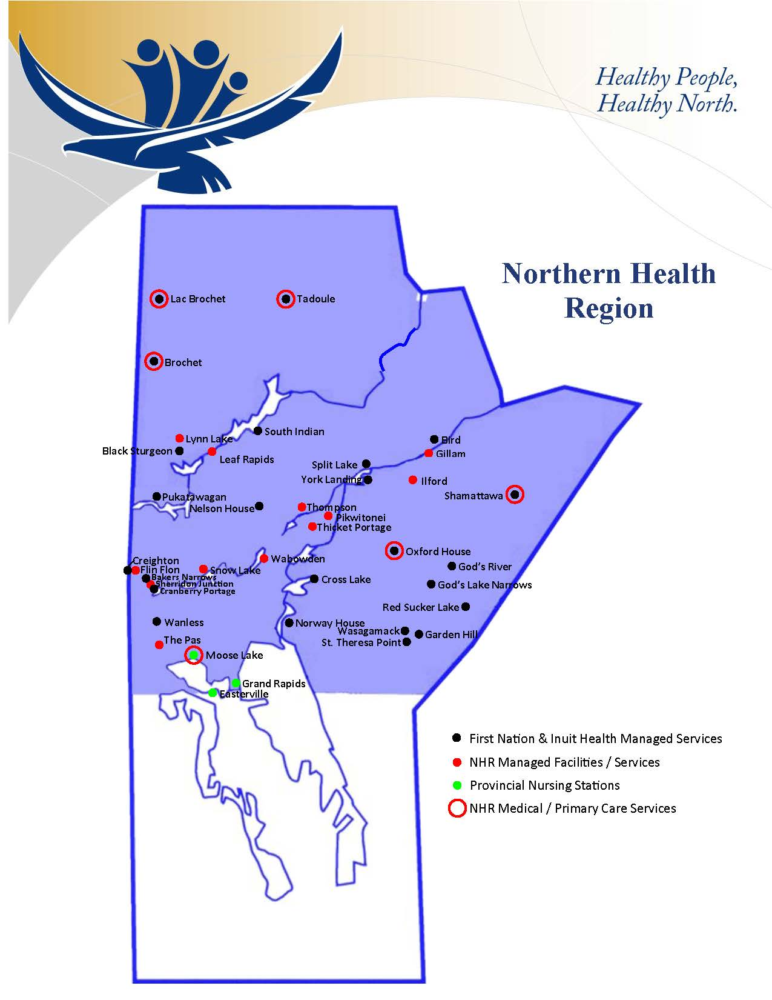 Healthy People,
Healthy North.
Northern Health
Region
Lac Brochet
Tadoule
Brochet
South Indian
Lynn Lake
Bird
Black Sturgeon
Gillam
Leaf Rapids
Split Lake
York Landing
Ilford
Shamattawa
Pukatawagan
Nelson House
Thompson
Pikwitonei
Thicket Portage
Oxford House
Wabowden
Creighton
God's River
Flin Flon
Snow Lake
Bakers Narrows
Cross Lake
Sherridon Junction
God's Lake Narrows
Cranberry Portage
Red Sucker Lake
Wanless
Norway House
Wasagamack
Garden Hill
The Pas
St. Theresa Point
Moose Lake
Grand Rapids
Easterville
First Nation & Inuit Health Managed Services
NHR Managed Facilities / Services
Provincial Nursing Stations
NHR Medical / Primary Care Services